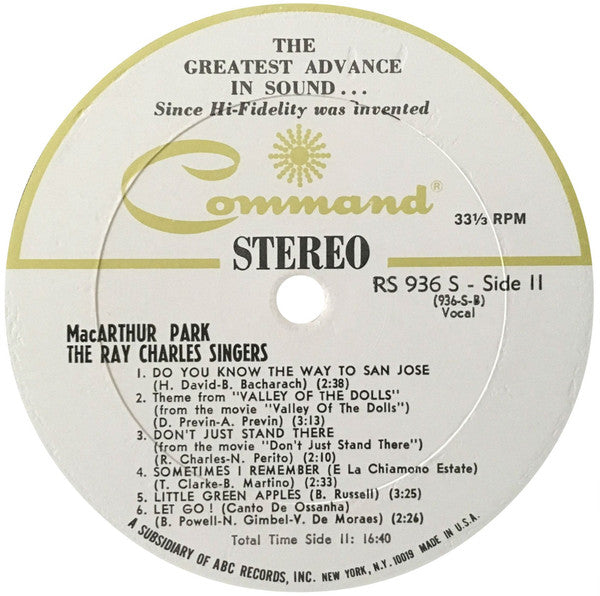 THE
GREATEST ADVANCE
IN SOUND...
Since Hi-Fidelity was invented
Command®
33⅓ RPM
STEREO
RS 936 S - Side II
(936-S-B)
Vocal
MacARTHUR PARK
THE RAY CHARLES SINGERS
1. DO YOU KNOW THE WAY TO SAN JOSE
(H. David-B. Bacharach) (2:38)
2. Theme from "VALLEY OF THE DOLLS"
(from the movie "Valley Of The Dolls")
(D. Previn-A. Previn) (3:13)
3. DON'T JUST STAND THERE
(from the movie "Don't Just Stand There")
(R. Charles-N. Perito) (2:10)
4. SOMETIMES I REMEMBER (E La Chiamono Estate)
(T. Clarke-B. Martino) (2:33)
5. LITTLE GREEN APPLES (B. Russell) (3:25)
6. LET GO! (Canto De Ossanha)
(B. Powell-N. Gimbel-V. De Moraes) (2:26)
Total Time Side II: 16:40
A SUBSIDIARY OF ABC RECORDS, INC. NEW YORK, N.Y. 10019 MADE IN U.S.A.